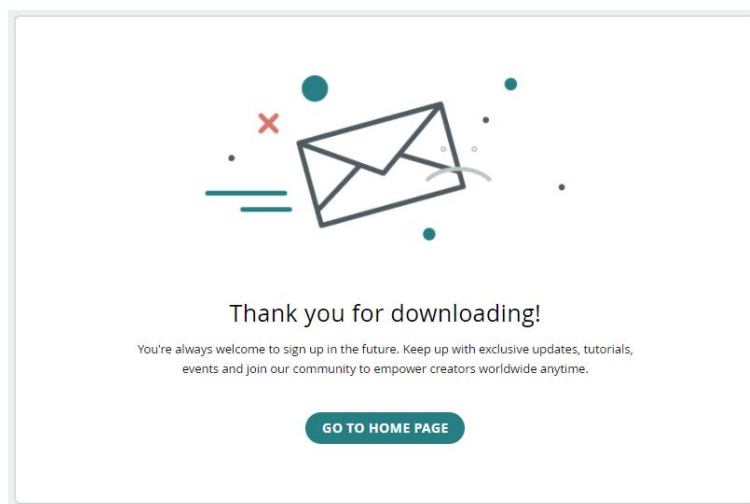 Thank you for downloading!
You're always welcome to sign up in the future. Keep up with exclusive updates, tutorials,
events and join our community to empower creators worldwide anytime.
GO TO HOME PAGE